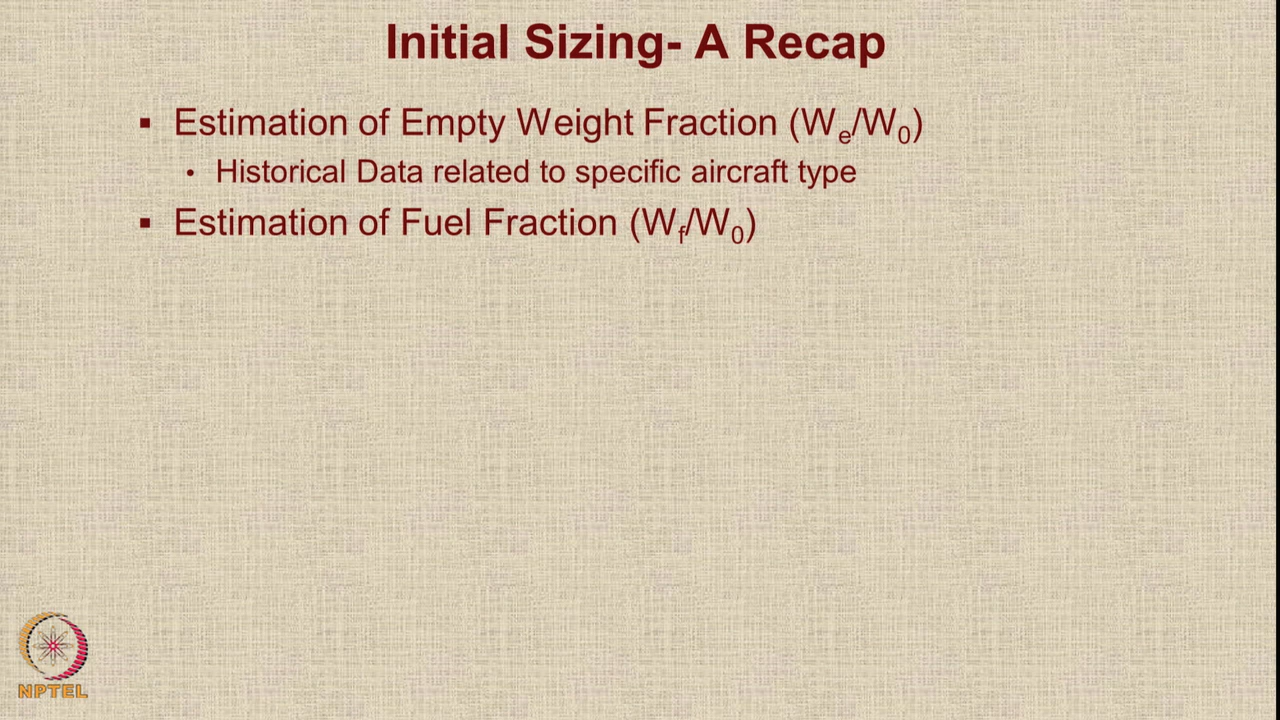 Initial Sizing- A Recap
▪ Estimation of Empty Weight Fraction (We/W0)
• Historical Data related to specific aircraft type
▪ Estimation of Fuel Fraction (Wf/W0)
NPTEL